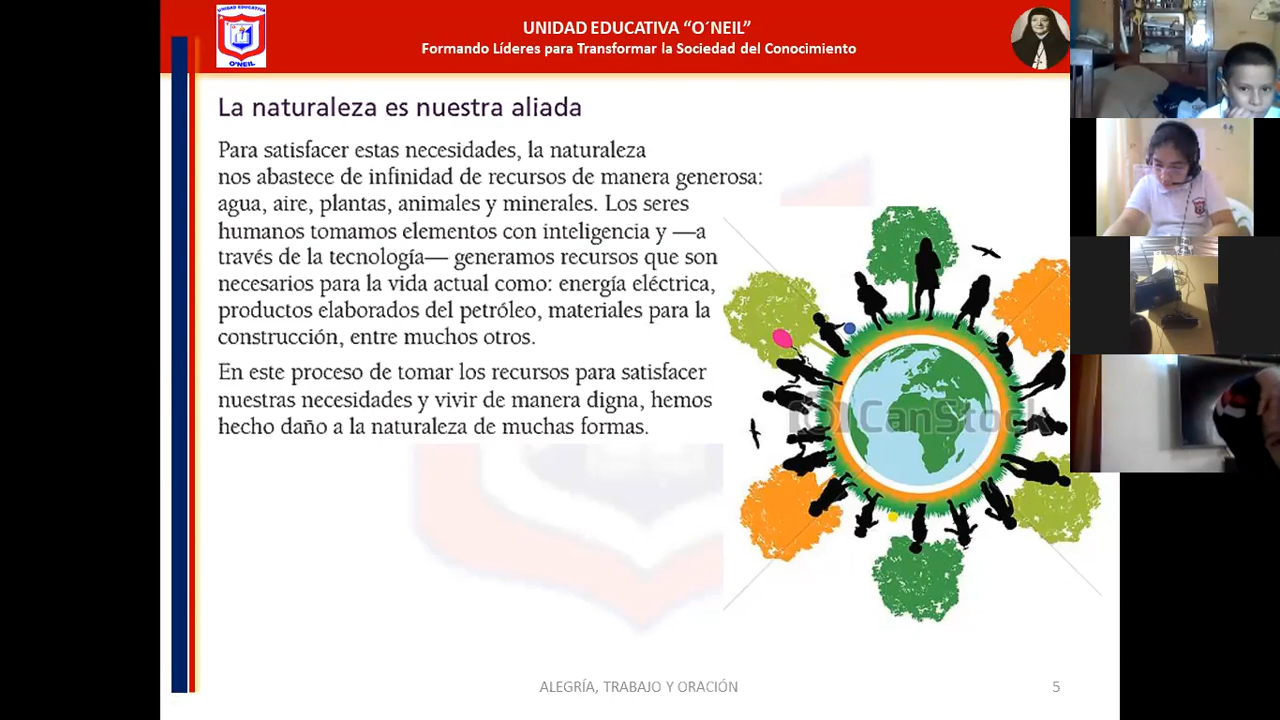 UNIDAD EDUCATIVA
O'NEIL
UNIDAD EDUCATIVA “O´NEIL”
Formando Líderes para Transformar la Sociedad del Conocimiento
La naturaleza es nuestra aliada
Para satisfacer estas necesidades, la naturaleza
nos abastece de infinidad de recursos de manera generosa:
agua, aire, plantas, animales y minerales. Los seres
humanos tomamos elementos con inteligencia y —a
través de la tecnología— generamos recursos que son
necesarios para la vida actual como: energía eléctrica,
productos elaborados del petróleo, materiales para la
construcción, entre muchos otros.
En este proceso de tomar los recursos para satisfacer
nuestras necesidades y vivir de manera digna, hemos
hecho daño a la naturaleza de muchas formas.
CanStock
ALEGRÍA, TRABAJO Y ORACIÓN
5